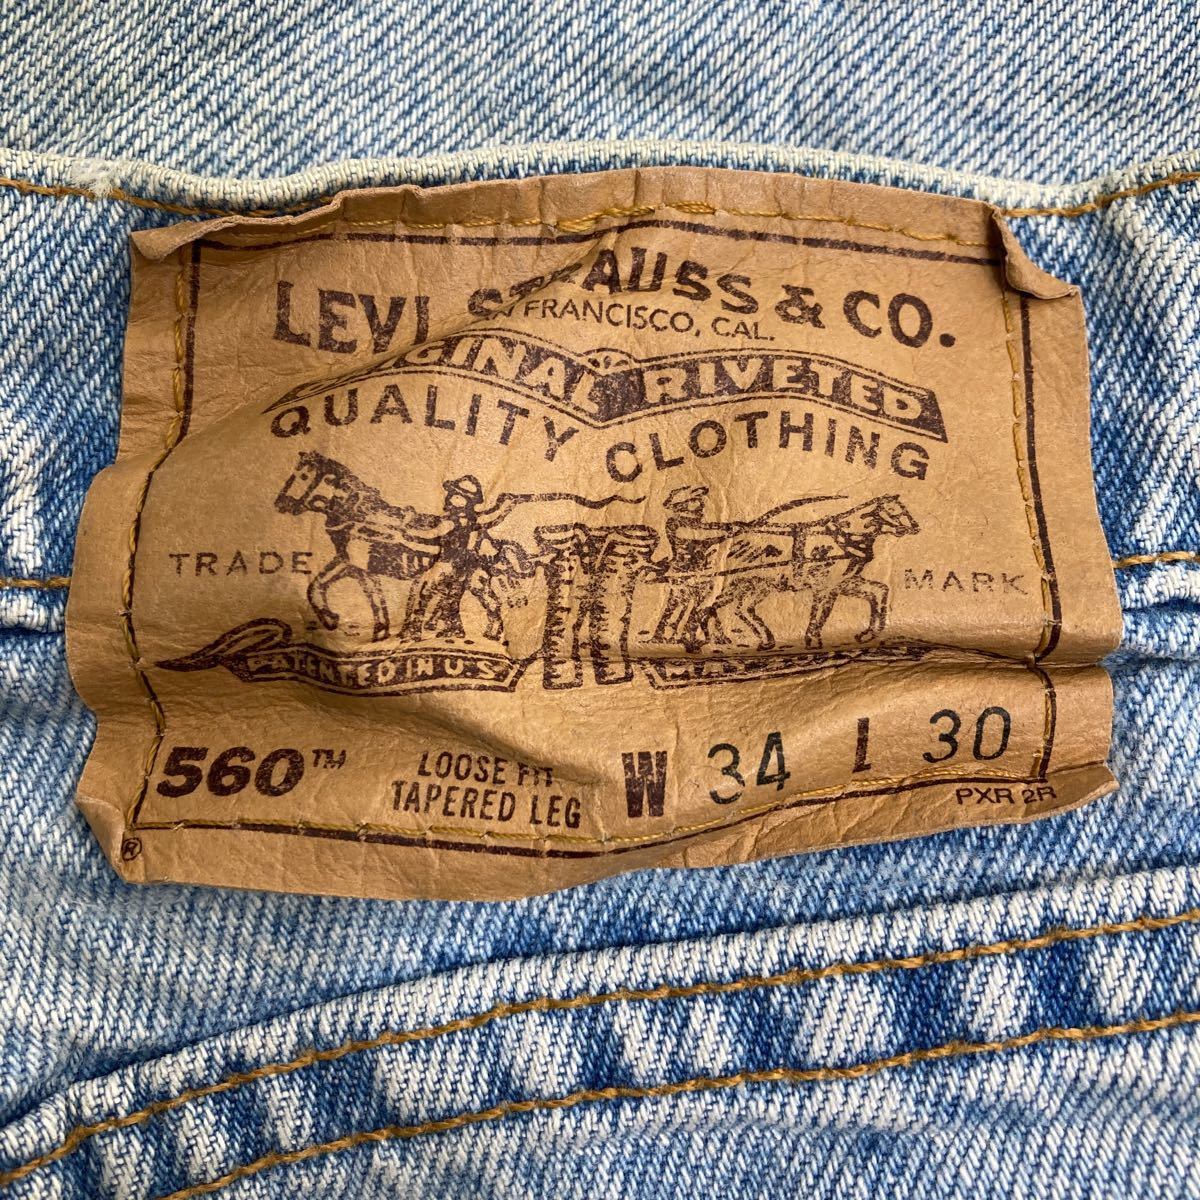 LEVI STRAUSS & CO.
SAN FRANCISCO, CAL.
ORIGINAL RIVETED
QUALITY CLOTHING
TRADE MARK
PATENTED IN U.S.
560™ LOOSE FIT W 34 L 30
TAPERED LEG
PXR 2R
®